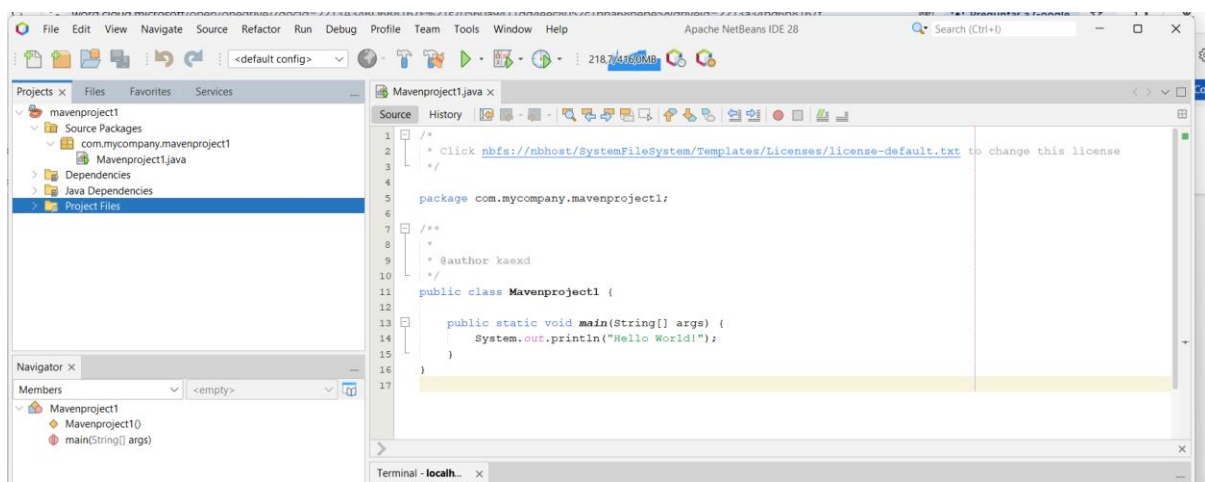 File Edit View Navigate Source Refactor Run Debug Profile Team Tools Window Help Apache NetBeans IDE 28 Search (Ctrl+I)
<default config> 218,7/416,0MB
Projects Files Favorites Services
mavenproject1
Source Packages
com.mycompany.mavenproject1
Mavenproject1.java
Dependencies
Java Dependencies
Project Files
Navigator
Members <empty>
Mavenproject1
Mavenproject1()
main(String[] args)
Mavenproject1.java
Source History
1 /*
2 * Click nbfs://nbhost/SystemFileSystem/Templates/Licenses/license-default.txt to change this license
3 */
4
5 package com.mycompany.mavenproject1;
6
7 /**
8 *
9 * @author kaexd
10 */
11 public class Mavenproject1 {
12
13 public static void main(String[] args) {
14 System.out.println("Hello World!");
15 }
16 }
17
Terminal - localh...